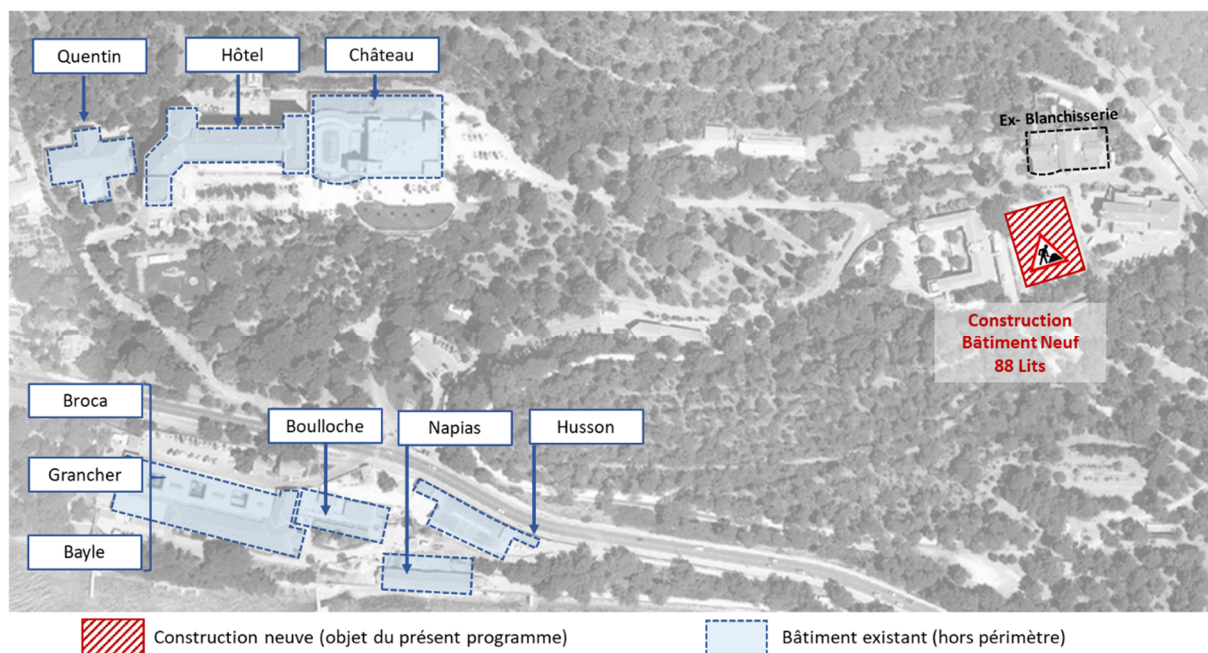 Quentin
Hôtel
Château
Ex- Blanchisserie
Construction
Bâtiment Neuf
88 Lits
Broca
Boulloche
Napias
Husson
Grancher
Bayle
Construction neuve (objet du présent programme)
Bâtiment existant (hors périmètre)